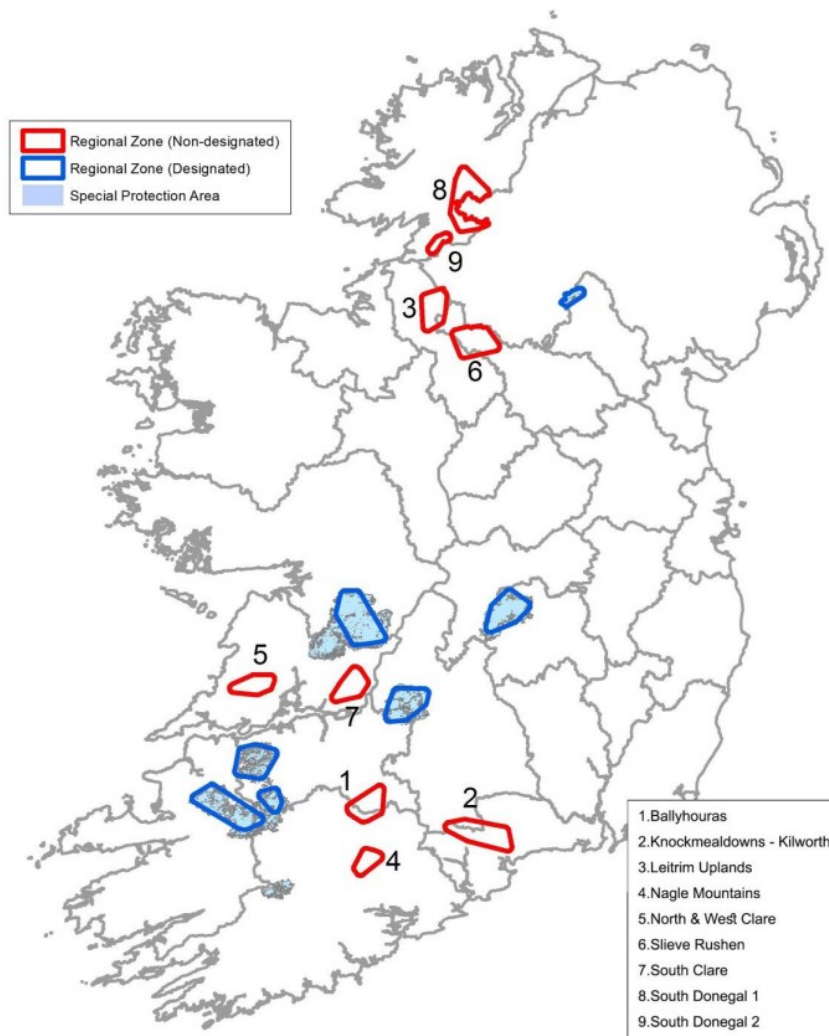 Regional Zone (Non-designated)
Regional Zone (Designated)
Special Protection Area
8
9
3
6
5
7
1
2
4
1.Ballyhouras
2.Knockmealdowns - Kilworth
3.Leitrim Uplands
4.Nagle Mountains
5.North & West Clare
6.Slieve Rushen
7.South Clare
8.South Donegal 1
9.South Donegal 2